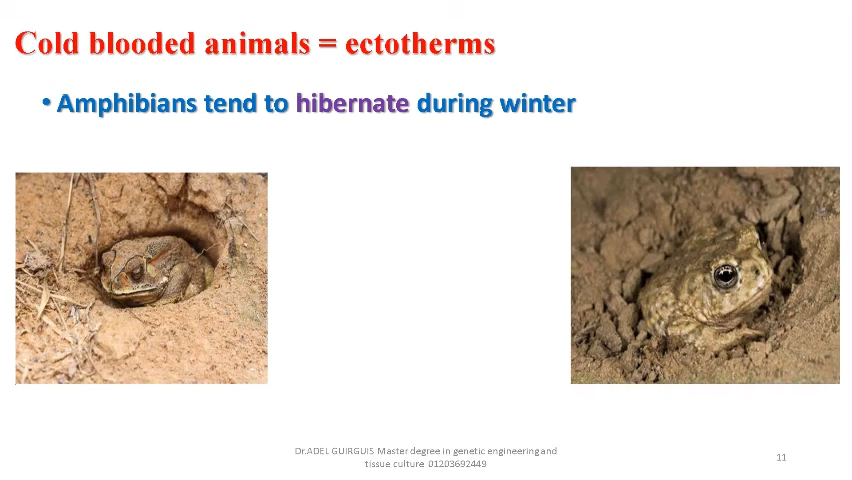 Cold blooded animals = ectotherms
• Amphibians tend to hibernate during winter
Dr.ADEL GUIRGUIS Master degree in genetic engineering and
tissue culture 01203692449
11